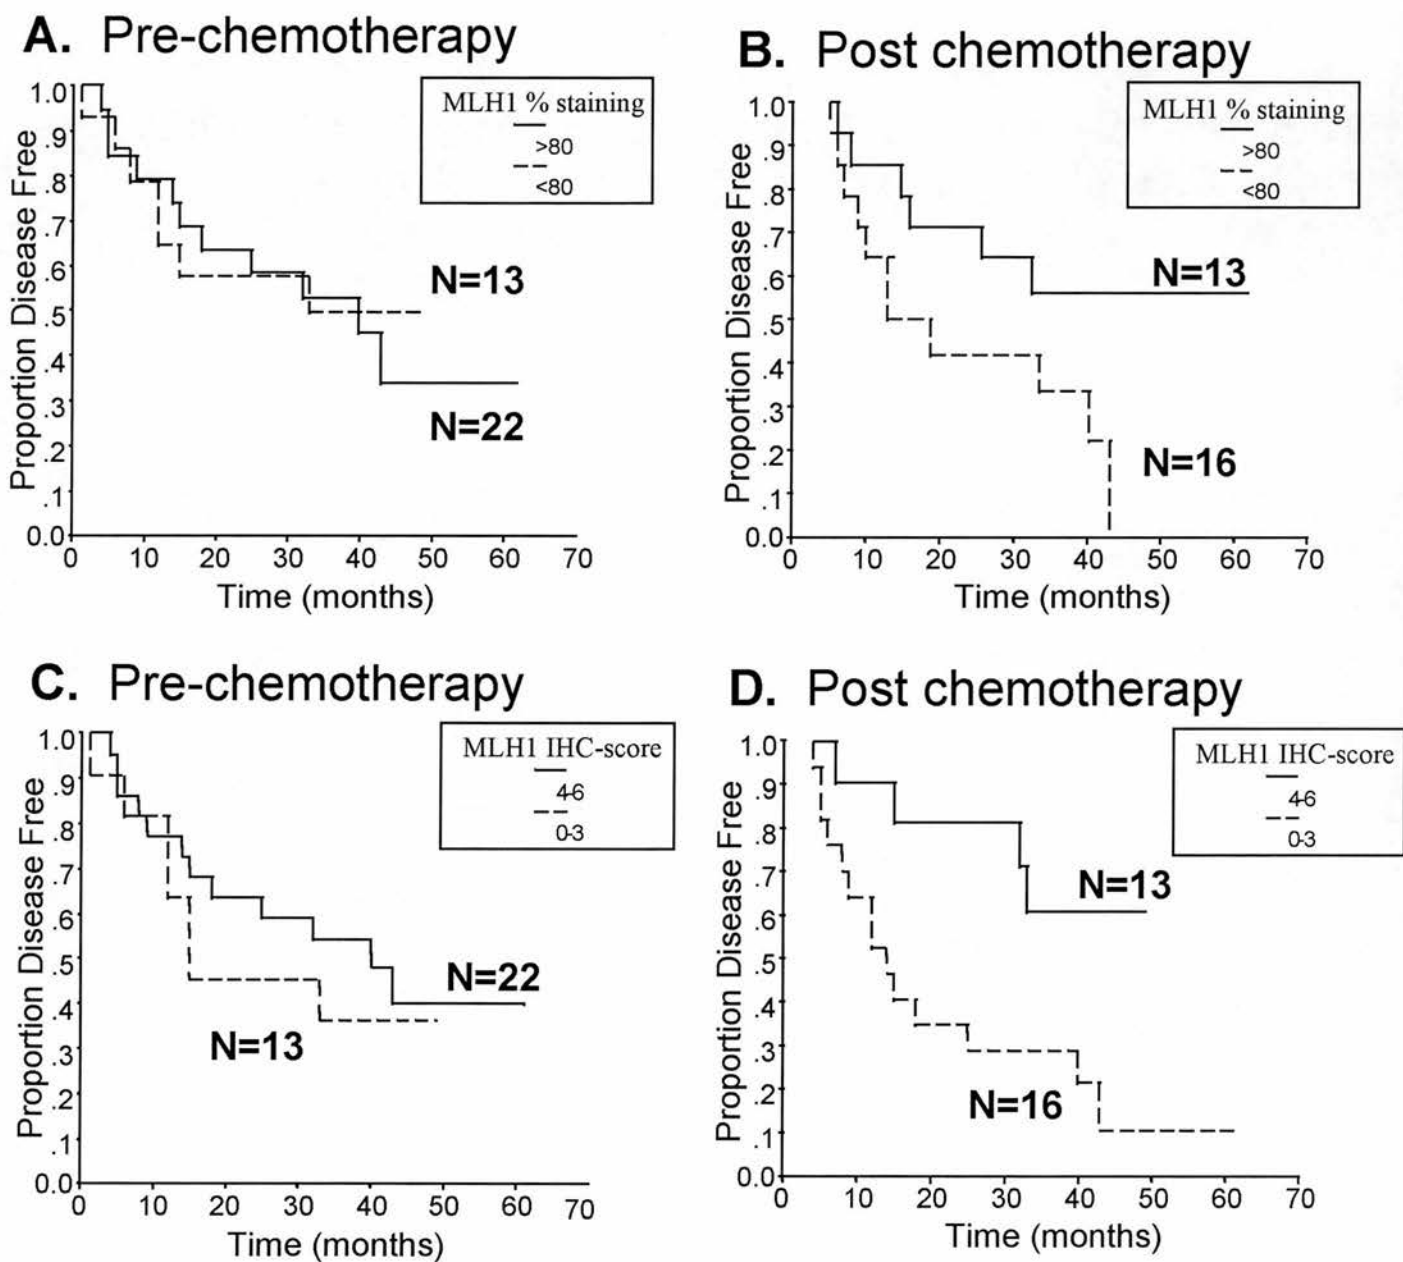 A. Pre-chemotherapy
MLH1 % staining
>80
<80
1.0
.9
.8
.7
.6
.5
.4
.3
.2
.1
0.0
Proportion Disease Free
N=13
N=22
0 10 20 30 40 50 60 70
Time (months)
B. Post chemotherapy
MLH1 % staining
>80
<80
1.0
.9
.8
.7
.6
.5
.4
.3
.2
.1
0.0
Proportion Disease Free
N=13
N=16
0 10 20 30 40 50 60 70
Time (months)
C. Pre-chemotherapy
MLH1 IHC-score
4-6
0-3
1.0
.9
.8
.7
.6
.5
.4
.3
.2
.1
0.0
Proportion Disease Free
N=22
N=13
0 10 20 30 40 50 60 70
Time (months)
D. Post chemotherapy
MLH1 IHC-score
4-6
0-3
1.0
.9
.8
.7
.6
.5
.4
.3
.2
.1
0.0
Proportion Disease Free
N=13
N=16
0 10 20 30 40 50 60 70
Time (months)